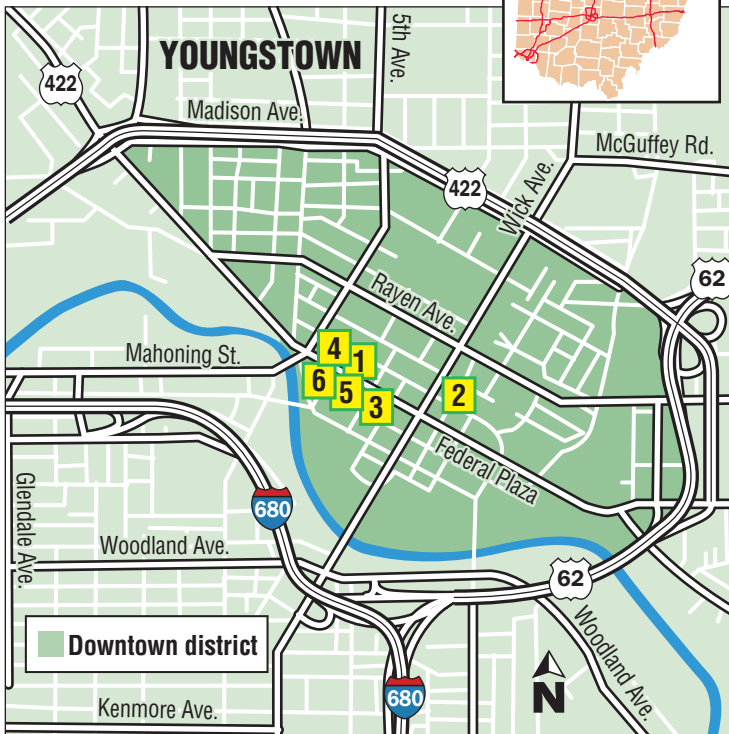 YOUNGSTOWN
5th Ave.
422
Madison Ave.
McGuffey Rd.
422
Wick Ave.
62
Rayen Ave.
Mahoning St.
4
1
6
5
3
2
Federal Plaza
Glendale Ave.
680
Woodland Ave.
62
Downtown district
Woodland Ave.
N
680
Kenmore Ave.